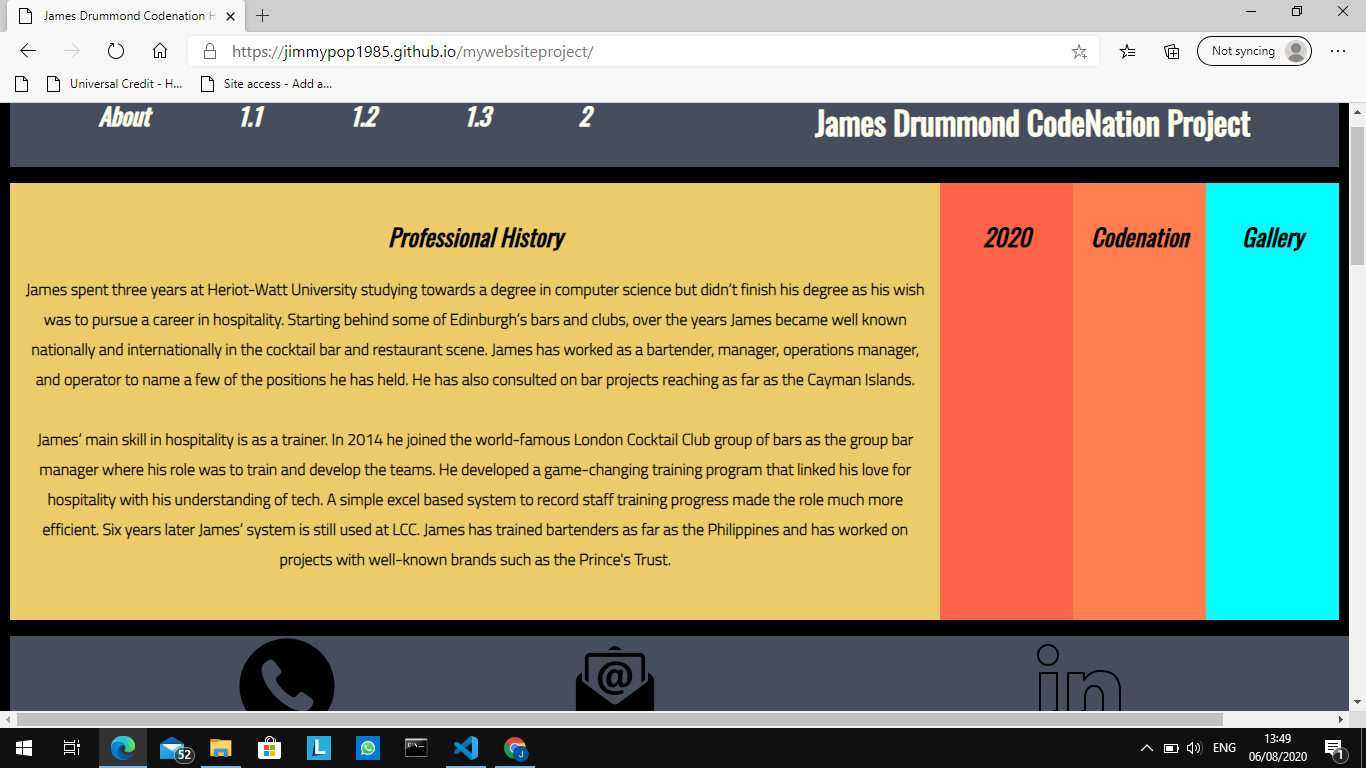 James Drummond Codenation H
https://jimmypop1985.github.io/mywebsiteproject/
Not syncing
Universal Credit - H...
Site access - Add a...
About 1.1 1.2 1.3 2
James Drummond CodeNation Project
Professional History
James spent three years at Heriot-Watt University studying towards a degree in computer science but didn’t finish his degree as his wish
was to pursue a career in hospitality. Starting behind some of Edinburgh’s bars and clubs, over the years James became well known
nationally and internationally in the cocktail bar and restaurant scene. James has worked as a bartender, manager, operations manager,
and operator to name a few of the positions he has held. He has also consulted on bar projects reaching as far as the Cayman Islands.
James’ main skill in hospitality is as a trainer. In 2014 he joined the world-famous London Cocktail Club group of bars as the group bar
manager where his role was to train and develop the teams. He developed a game-changing training program that linked his love for
hospitality with his understanding of tech. A simple excel based system to record staff training progress made the role much more
efficient. Six years later James’ system is still used at LCC. James has trained bartenders as far as the Philippines and has worked on
projects with well-known brands such as the Prince's Trust.
2020
Codenation
Gallery
@
in
52
L
J
ENG
13:49
06/08/2020
1